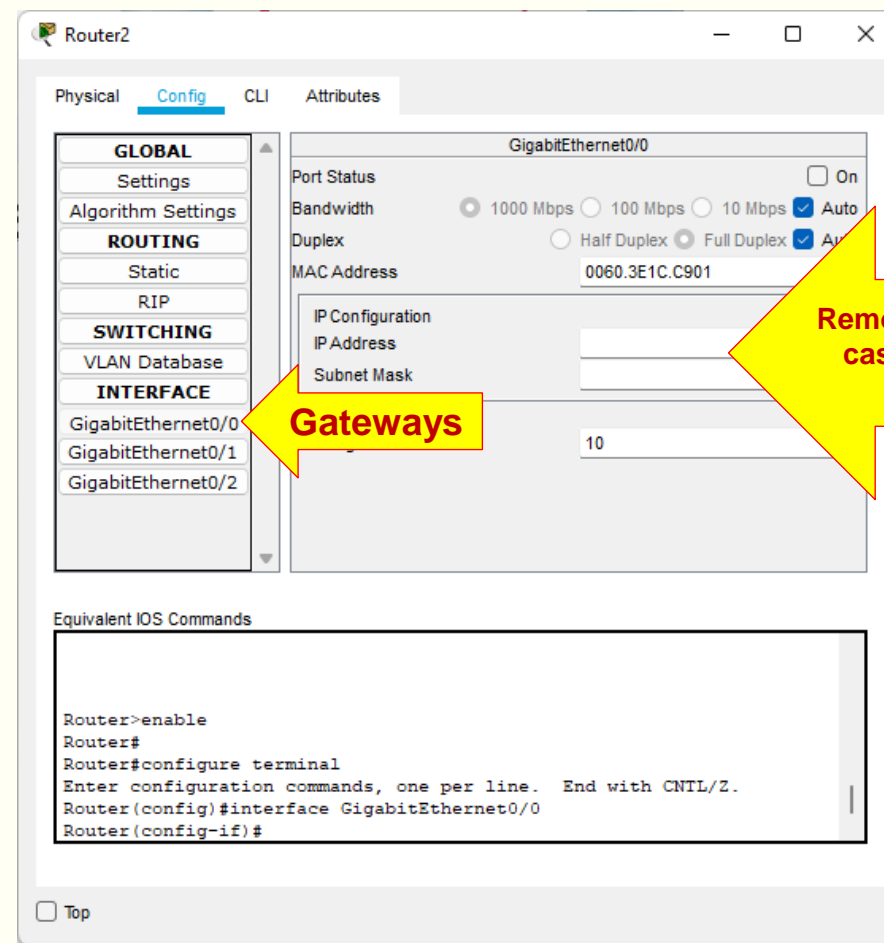 Router2
Physical Config CLI Attributes
GLOBAL
Settings
Algorithm Settings
ROUTING
Static
RIP
SWITCHING
VLAN Database
INTERFACE
GigabitEthernet0/0
GigabitEthernet0/1
GigabitEthernet0/2
GigabitEthernet0/0
Port Status On
Bandwidth 1000 Mbps 100 Mbps 10 Mbps Auto
Duplex Half Duplex Full Duplex
MAC Address 0060.3E1C.C901
IP Configuration
IP Address
Subnet Mask
10
Gateways
Equivalent IOS Commands
Router>enable
Router#
Router#configure terminal
Enter configuration commands, one per line. End with CNTL/Z.
Router(config)#interface GigabitEthernet0/0
Router(config-if)#
Top